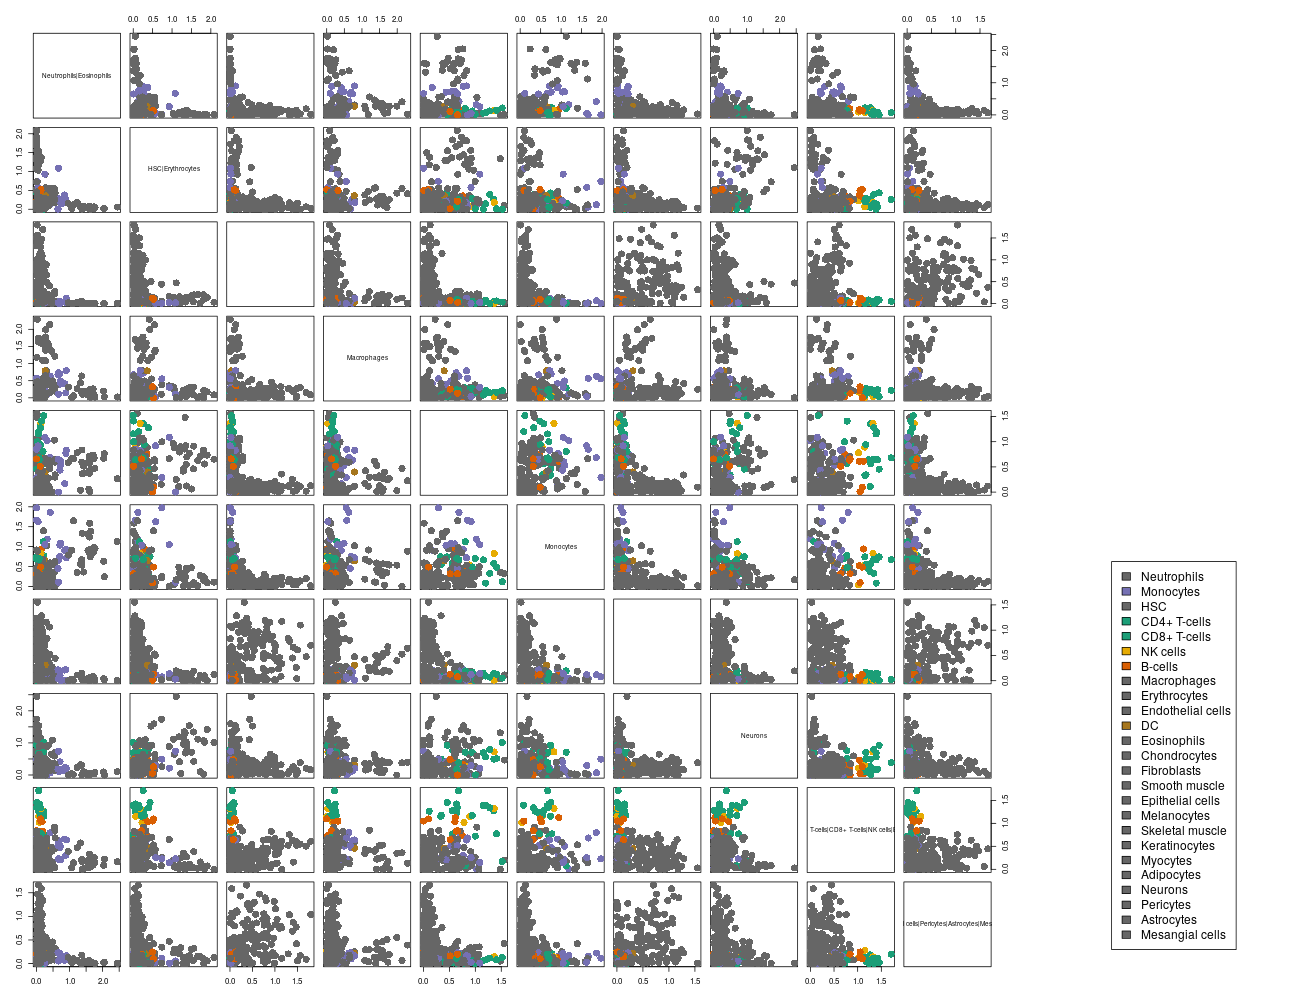 0.0 0.5 1.0 1.5 2.0 0.0 0.5 1.0 1.5 2.0 0.0 0.5 1.0 1.5 2.0 0.0 1.0 2.0 0.0 0.5 1.0 1.5
Neutrophils|Eosinophils
0.0 1.0 2.0
HSC|Erythrocytes
0.0 0.5 1.0 1.5 2.0
0.0 0.5 1.0 1.5
Macrophages
0.0 0.5 1.0 1.5 2.0
0.0 0.5 1.0 1.5
Monocytes
0.0 0.5 1.0 1.5 2.0
0.0 0.5 1.0 1.5
Neurons
0.0 1.0 2.0
T-cells|CD8+ T-cells|NK cells|
0.0 0.5 1.0 1.5
cells|Pericytes|Astrocytes|Mes
0.0 0.5 1.0 1.5
0.0 1.0 2.0 0.0 0.5 1.0 1.5 0.0 0.5 1.0 1.5 0.0 0.5 1.0 1.5 0.0 0.5 1.0 1.5
Neutrophils
Monocytes
HSC
CD4+ T-cells
CD8+ T-cells
NK cells
B-cells
Macrophages
Erythrocytes
Endothelial cells
DC
Eosinophils
Chondrocytes
Fibroblasts
Smooth muscle
Epithelial cells
Melanocytes
Skeletal muscle
Keratinocytes
Myocytes
Adipocytes
Neurons
Pericytes
Astrocytes
Mesangial cells